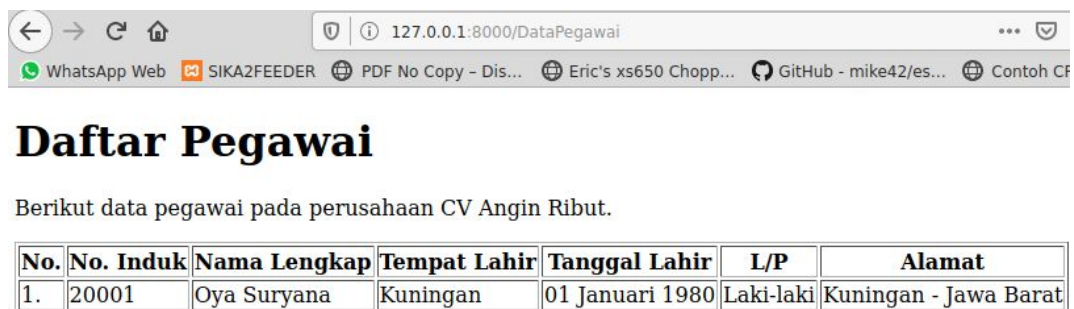 127.0.0.1:8000/DataPegawai
WhatsApp Web SIKA2FEEDER PDF No Copy – Dis... Eric's xs650 Chopp... GitHub - mike42/es... Contoh CF
Daftar Pegawai
Berikut data pegawai pada perusahaan CV Angin Ribut.
No. No. Induk Nama Lengkap Tempat Lahir Tanggal Lahir L/P Alamat
1. 20001 Oya Suryana Kuningan 01 Januari 1980 Laki-laki Kuningan - Jawa Barat